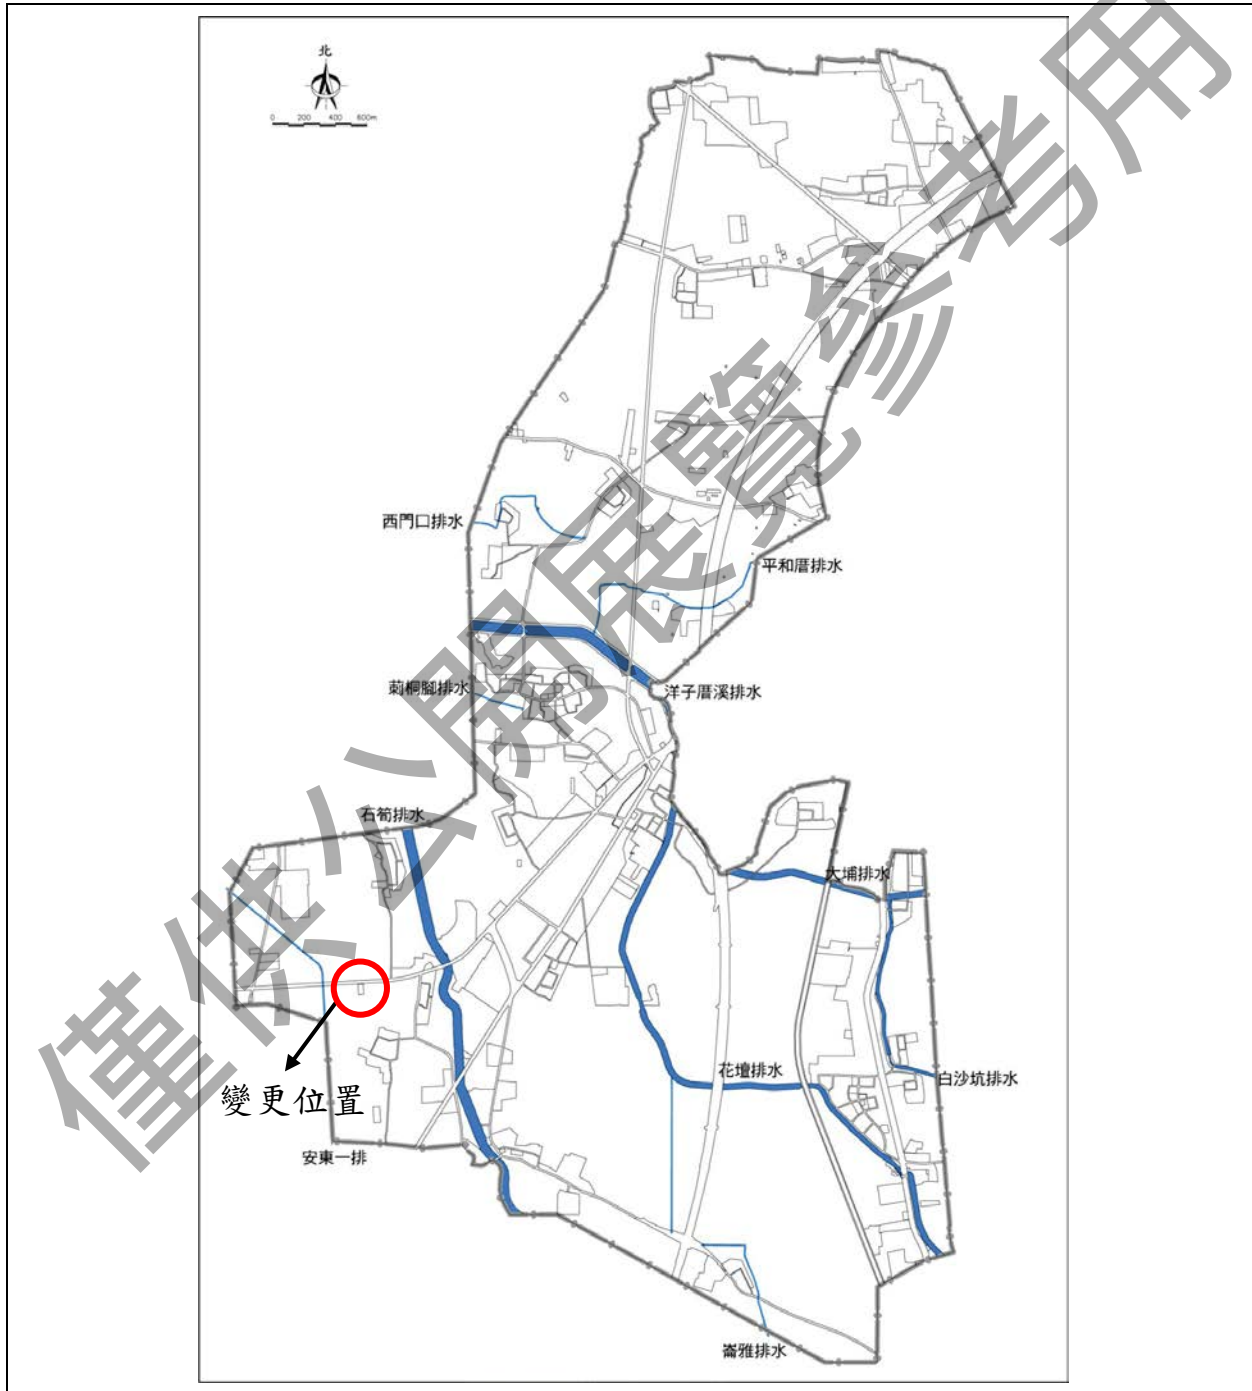 北
0 200 400 600m
西門口排水
平和厝排水
莿桐腳排水
洋子厝溪排水
石筍排水
大埔排水
花壇排水
白沙坑排水
變更位置
安東一排
崙雅排水
僅供公開展覽參考用